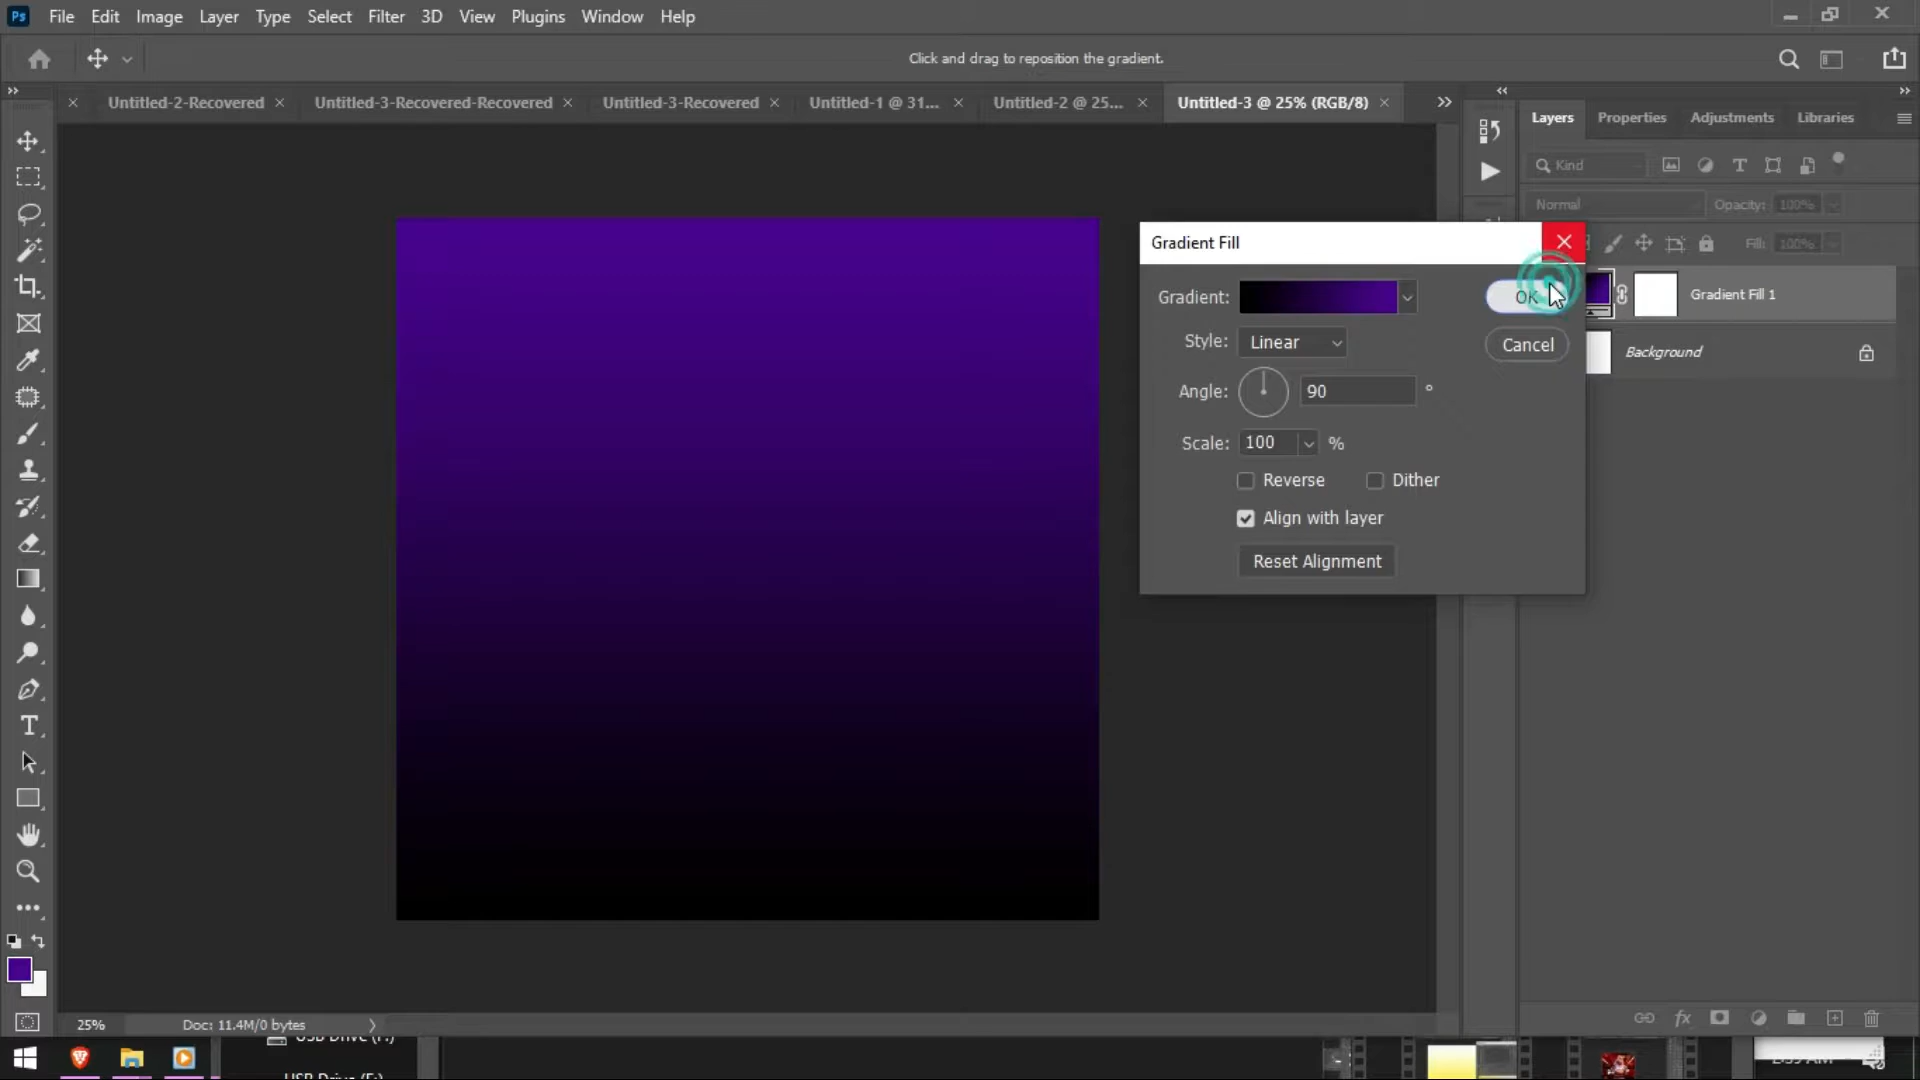 Ps File Edit Image Layer Type Select Filter 3D View Plugins Window Help
Click and drag to reposition the gradient.
Untitled-2-Recovered Untitled-3-Recovered-Recovered Untitled-3-Recovered Untitled-1 @ 31... Untitled-2 @ 25... Untitled-3 @ 25% (RGB/8)
Layers Properties Adjustments Libraries
Kind
Normal Opacity: 100%
Fill: 100%
Gradient Fill
Gradient: OK
Style: Linear Cancel
Angle: 90 °
Scale: 100 %
Reverse Dither
Align with layer
Reset Alignment
Gradient Fill 1
Background
25% Doc: 11.4M/0 bytes
USB Drive (F:)